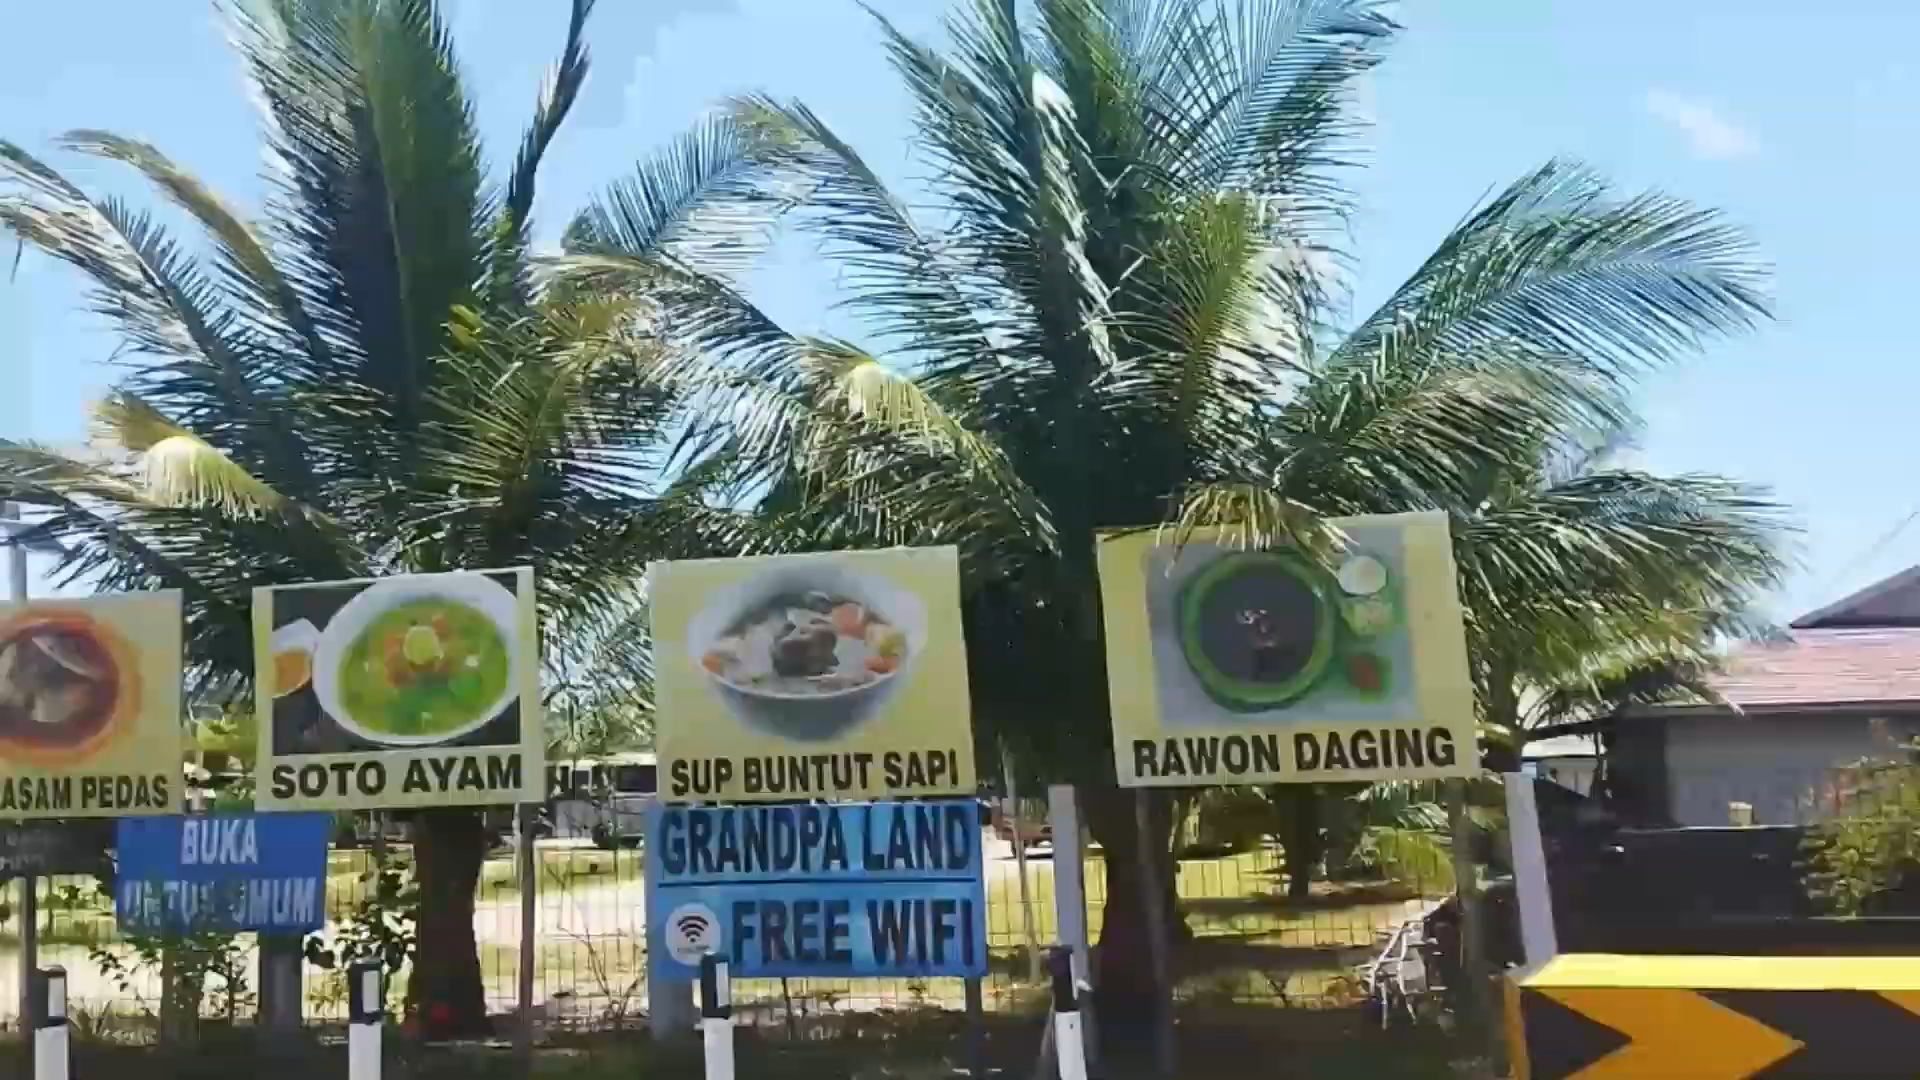 ASAM PEDAS
SOTO AYAM
SUP BUNTUT SAPI
RAWON DAGING
BUKA
UNTUK UMUM
GRANDPA LAND
FREE WIFI